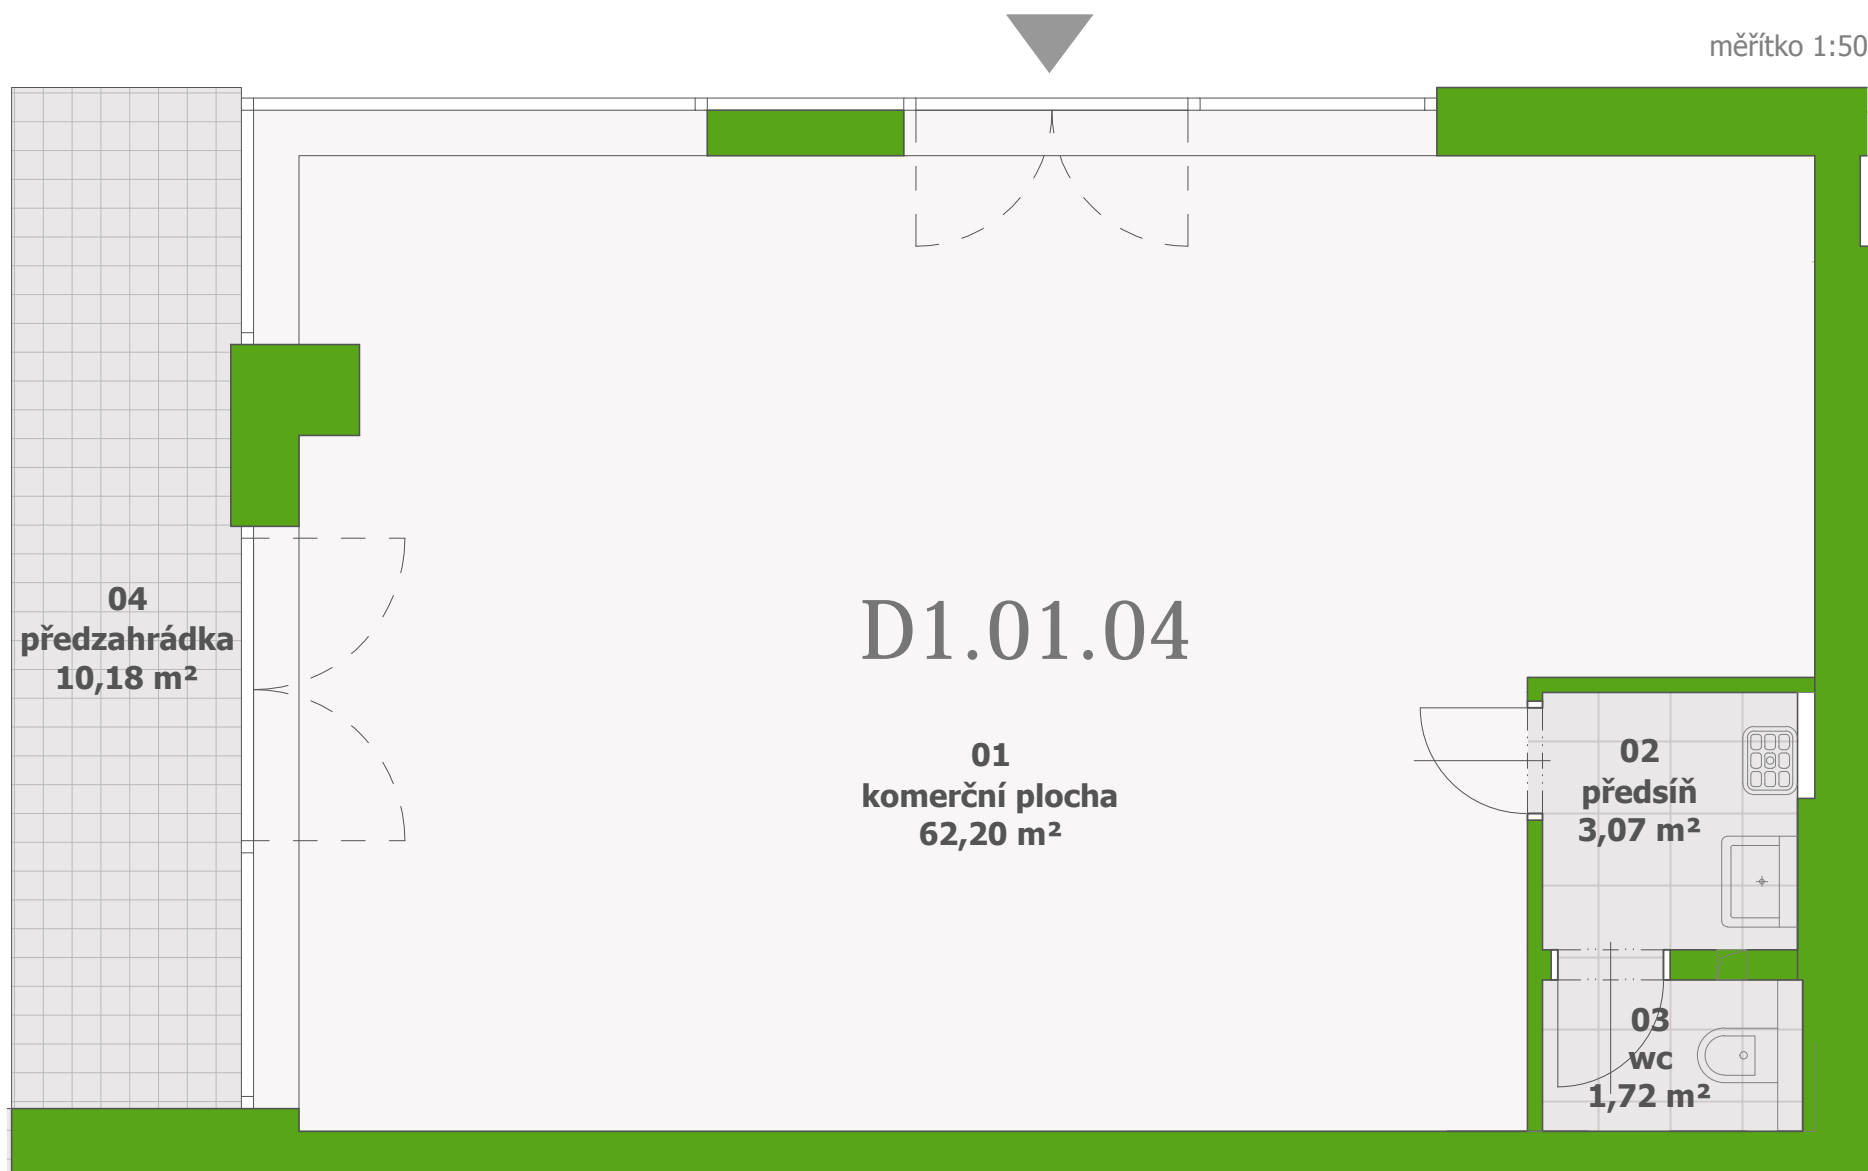 měřítko 1:50
04
předzahrádka
10,18 m²
D1.01.04
01
komerční plocha
62,20 m²
02
předsíň
3,07 m²
03
wc
1,72 m²